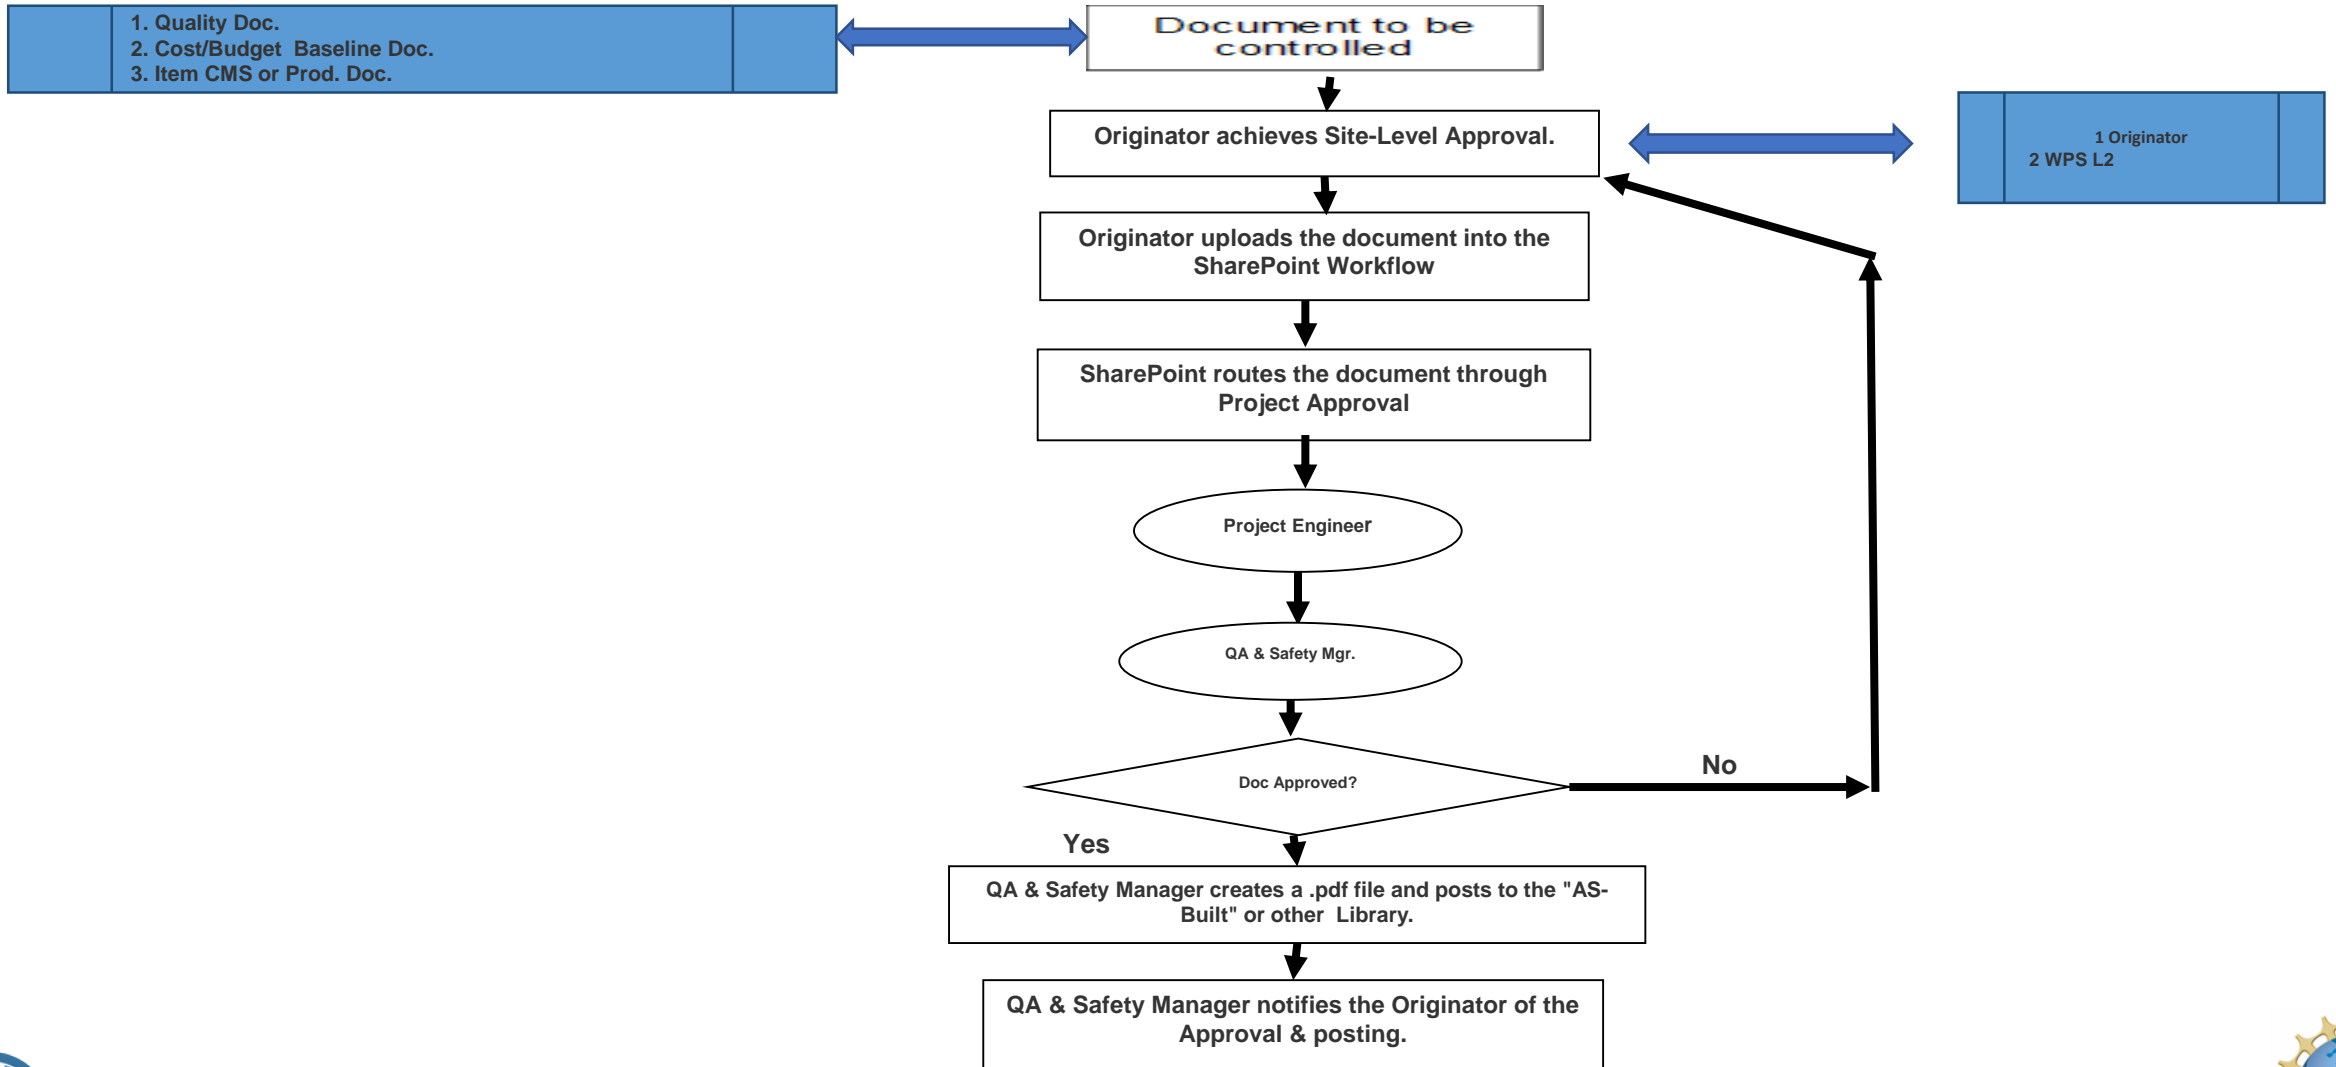 1. Quality Doc.
2. Cost/Budget  Baseline Doc.
3. Item CMS or Prod. Doc.
Document to be
controlled
Originator achieves Site-Level Approval.
1 Originator
2 WPS L2
Originator uploads the document into the
SharePoint Workflow
SharePoint routes the document through
Project Approval
Project Engineer
QA & Safety Mgr.
Doc Approved?
No
Yes
QA & Safety Manager creates a .pdf file and posts to the "AS-
Built" or other  Library.
QA & Safety Manager notifies the Originator of the
Approval & posting.